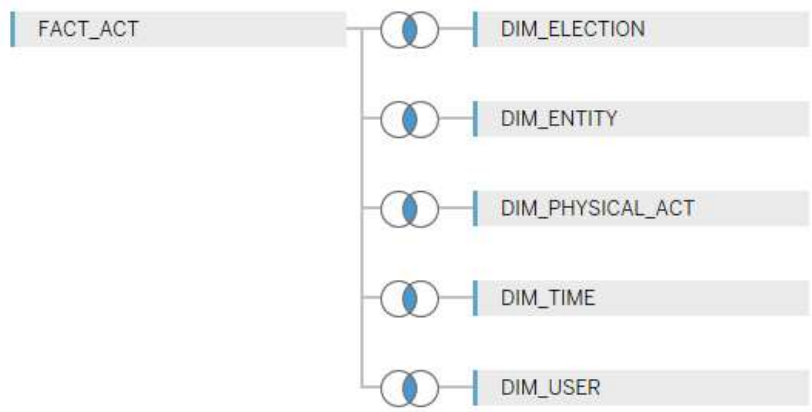 FACT_ACT
DIM_ELECTION
DIM_ENTITY
DIM_PHYSICAL_ACT
DIM_TIME
DIM_USER